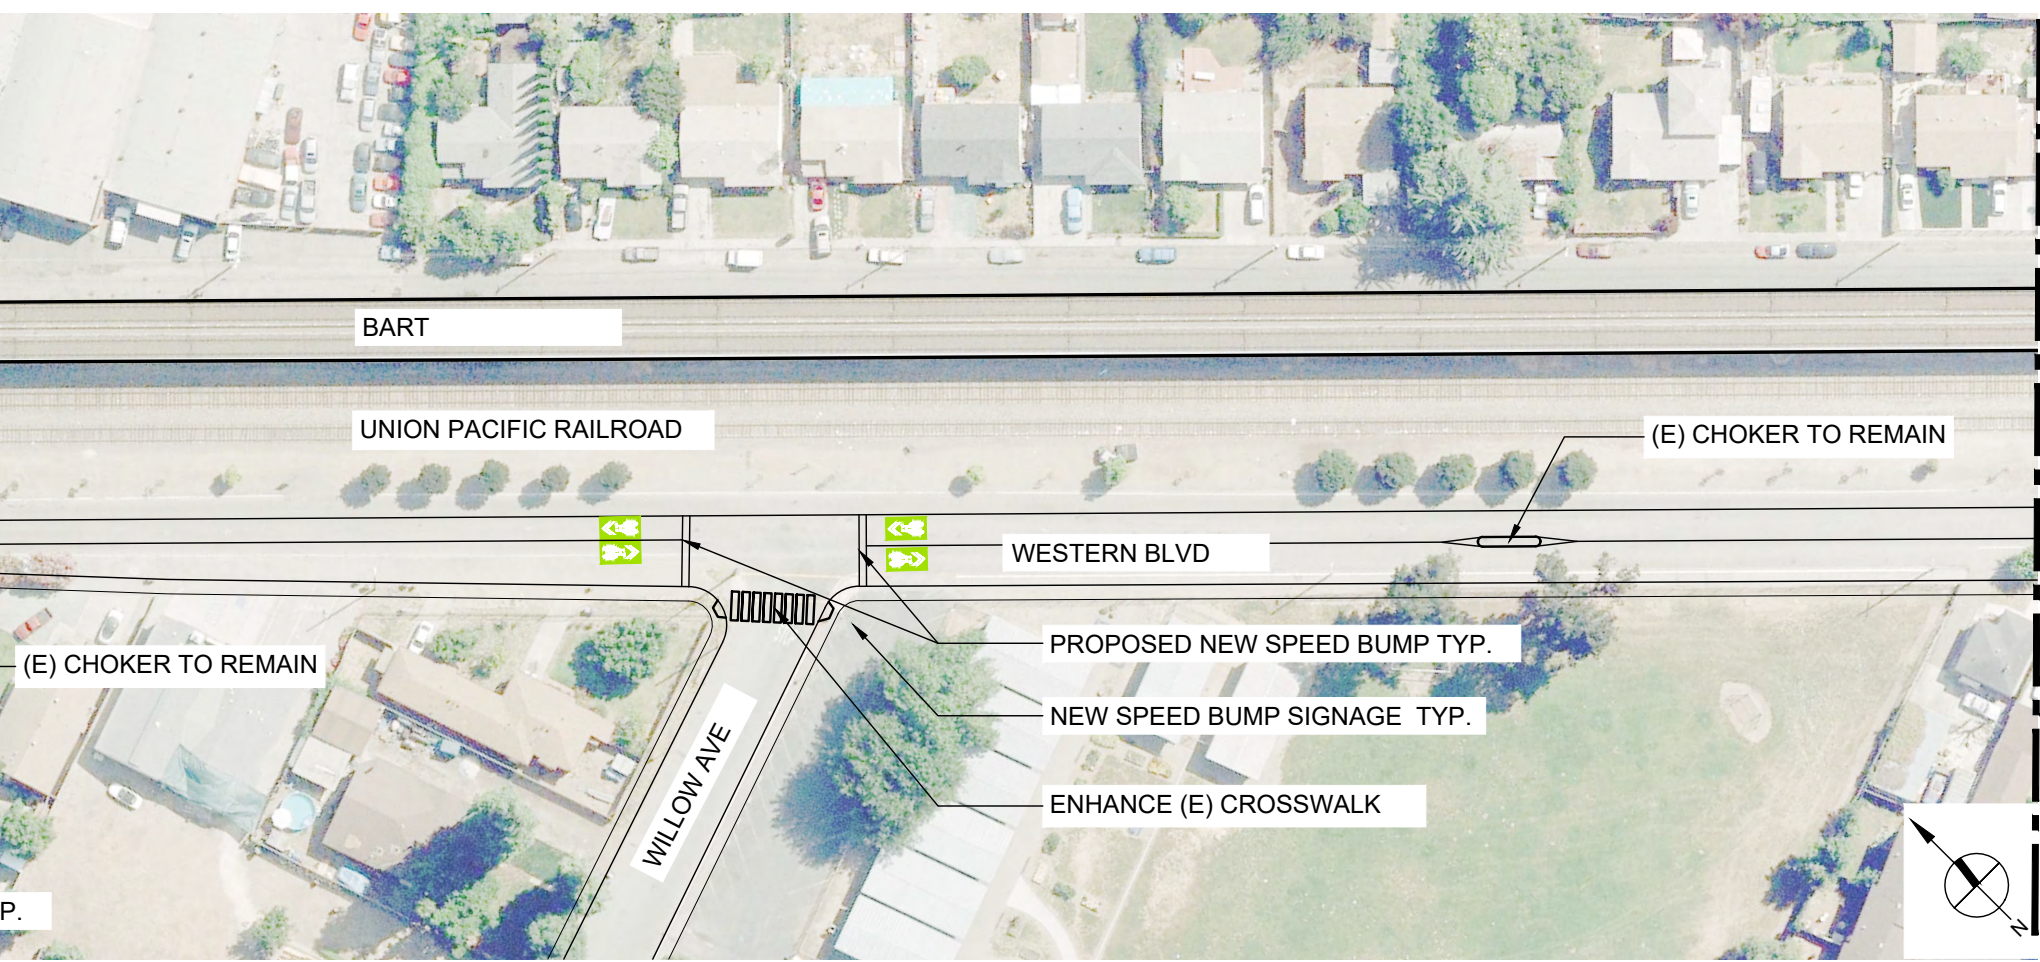 BART
UNION PACIFIC RAILROAD
(E) CHOKER TO REMAIN
WESTERN BLVD
PROPOSED NEW SPEED BUMP TYP.
(E) CHOKER TO REMAIN
NEW SPEED BUMP SIGNAGE TYP.
WILLOW AVE
ENHANCE (E) CROSSWALK
P.
N